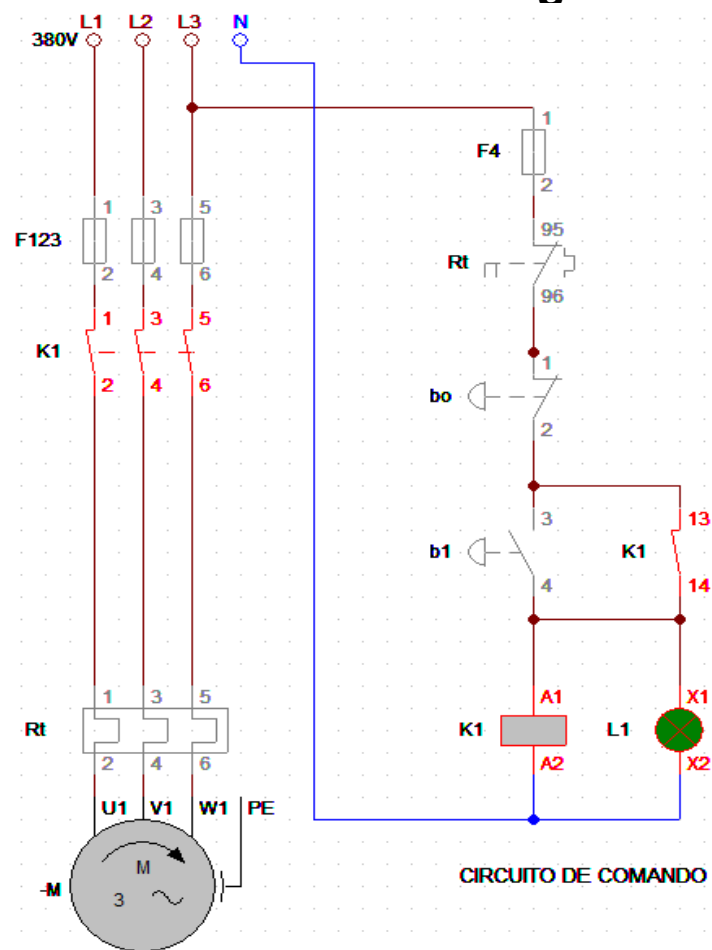 L1 L2 L3 N
380V
1
F4
2
1 3 5
F123
2 4 6
95
Rt
96
1 3 5
K1
2 4 6
1
bo
2
3 13
b1 K1
4 14
1 3 5
Rt
2 4 6
A1 X1
K1 L1
A2 X2
U1 V1 W1 PE
M
-M
3
CIRCUITO DE COMANDO